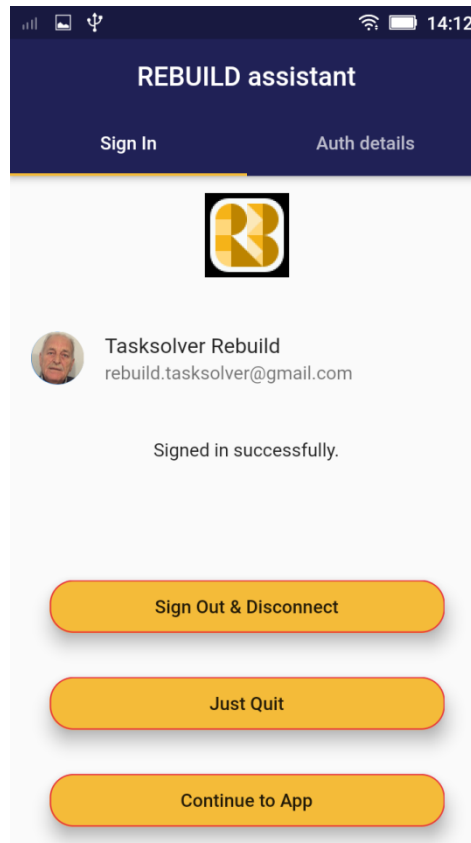 14:12
REBUILD assistant
Sign In
Auth details
RB
Tasksolver Rebuild
rebuild.tasksolver@gmail.com
Signed in successfully.
Sign Out & Disconnect
Just Quit
Continue to App